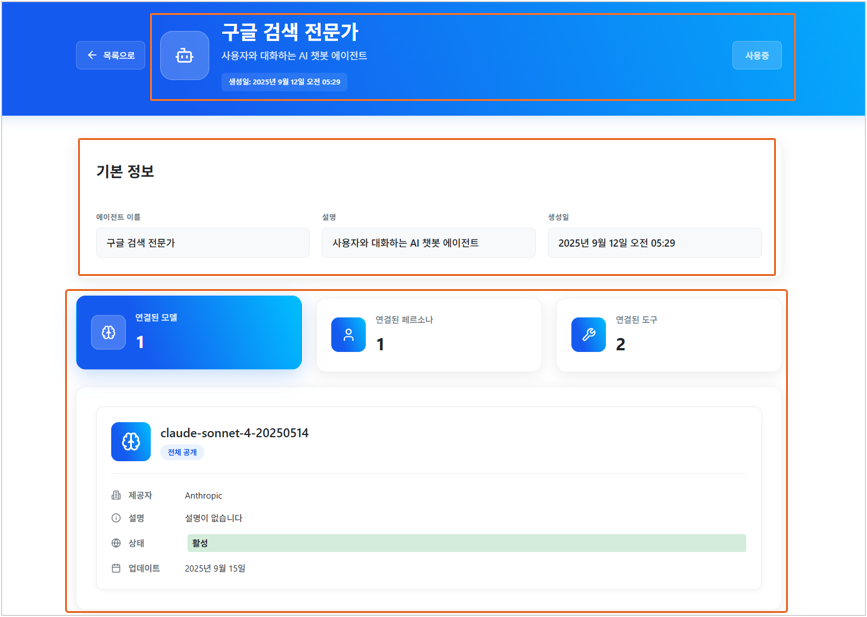 목록으로
구글 검색 전문가
사용자와 대화하는 AI 챗봇 에이전트
생성일: 2025년 9월 12일 오전 05:29
사용중
기본 정보
에이전트 이름
설명
생성일
구글 검색 전문가
사용자와 대화하는 AI 챗봇 에이전트
2025년 9월 12일 오전 05:29
연결된 모델
1
연결된 페르소나
1
연결된 도구
2
claude-sonnet-4-20250514
전체 공개
제공자 Anthropic
설명 설명이 없습니다
상태 활성
업데이트 2025년 9월 15일